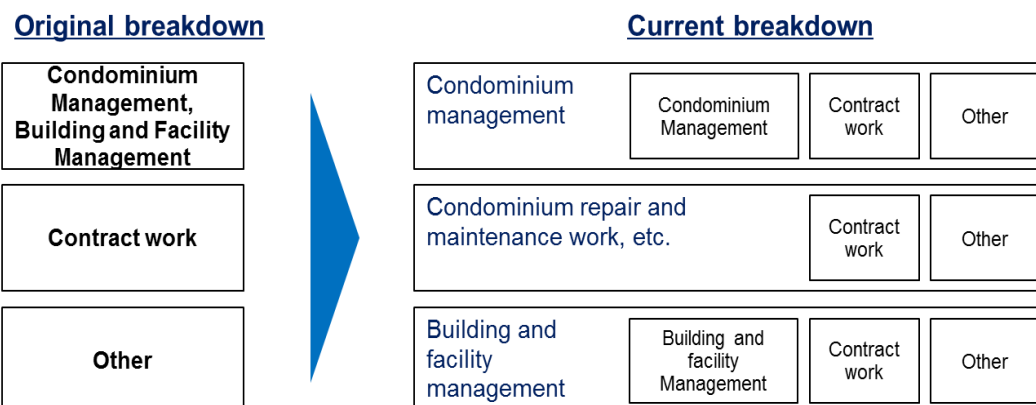 Original breakdown
Current breakdown
Condominium
Management,
Building and Facility
Management
Contract work
Other
Condominium
management
Condominium
Management
Contract
work
Other
Condominium repair and
maintenance work, etc.
Contract
work
Other
Building and
facility
management
Building and
facility
Management
Contract
work
Other